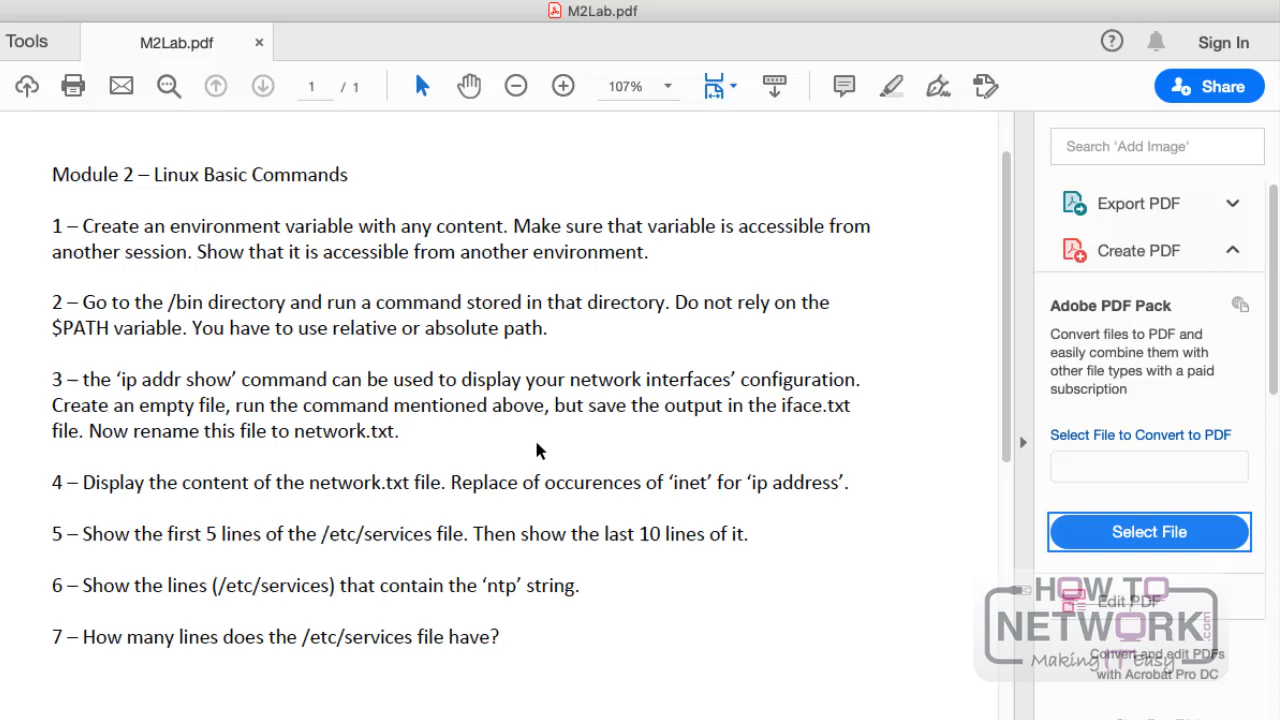 M2Lab.pdf
Tools
M2Lab.pdf ×
Sign In
1 / 1
107%
Share
Module 2 – Linux Basic Commands
1 – Create an environment variable with any content. Make sure that variable is accessible from
another session. Show that it is accessible from another environment.
2 – Go to the /bin directory and run a command stored in that directory. Do not rely on the
$PATH variable. You have to use relative or absolute path.
3 – the ‘ip addr show’ command can be used to display your network interfaces’ configuration.
Create an empty file, run the command mentioned above, but save the output in the iface.txt
file. Now rename this file to network.txt.
4 – Display the content of the network.txt file. Replace of occurences of ‘inet’ for ‘ip address’.
5 – Show the first 5 lines of the /etc/services file. Then show the last 10 lines of it.
6 – Show the lines (/etc/services) that contain the ‘ntp’ string.
7 – How many lines does the /etc/services file have?
Search 'Add Image'
Export PDF
Create PDF
Adobe PDF Pack
Convert files to PDF and
easily combine them with
other file types with a paid
subscription
Select File to Convert to PDF
Select File
Edit PDF
Convert and edit PDFs
with Acrobat Pro DC
HOW TO
NETWORK.com
Making IT Easy